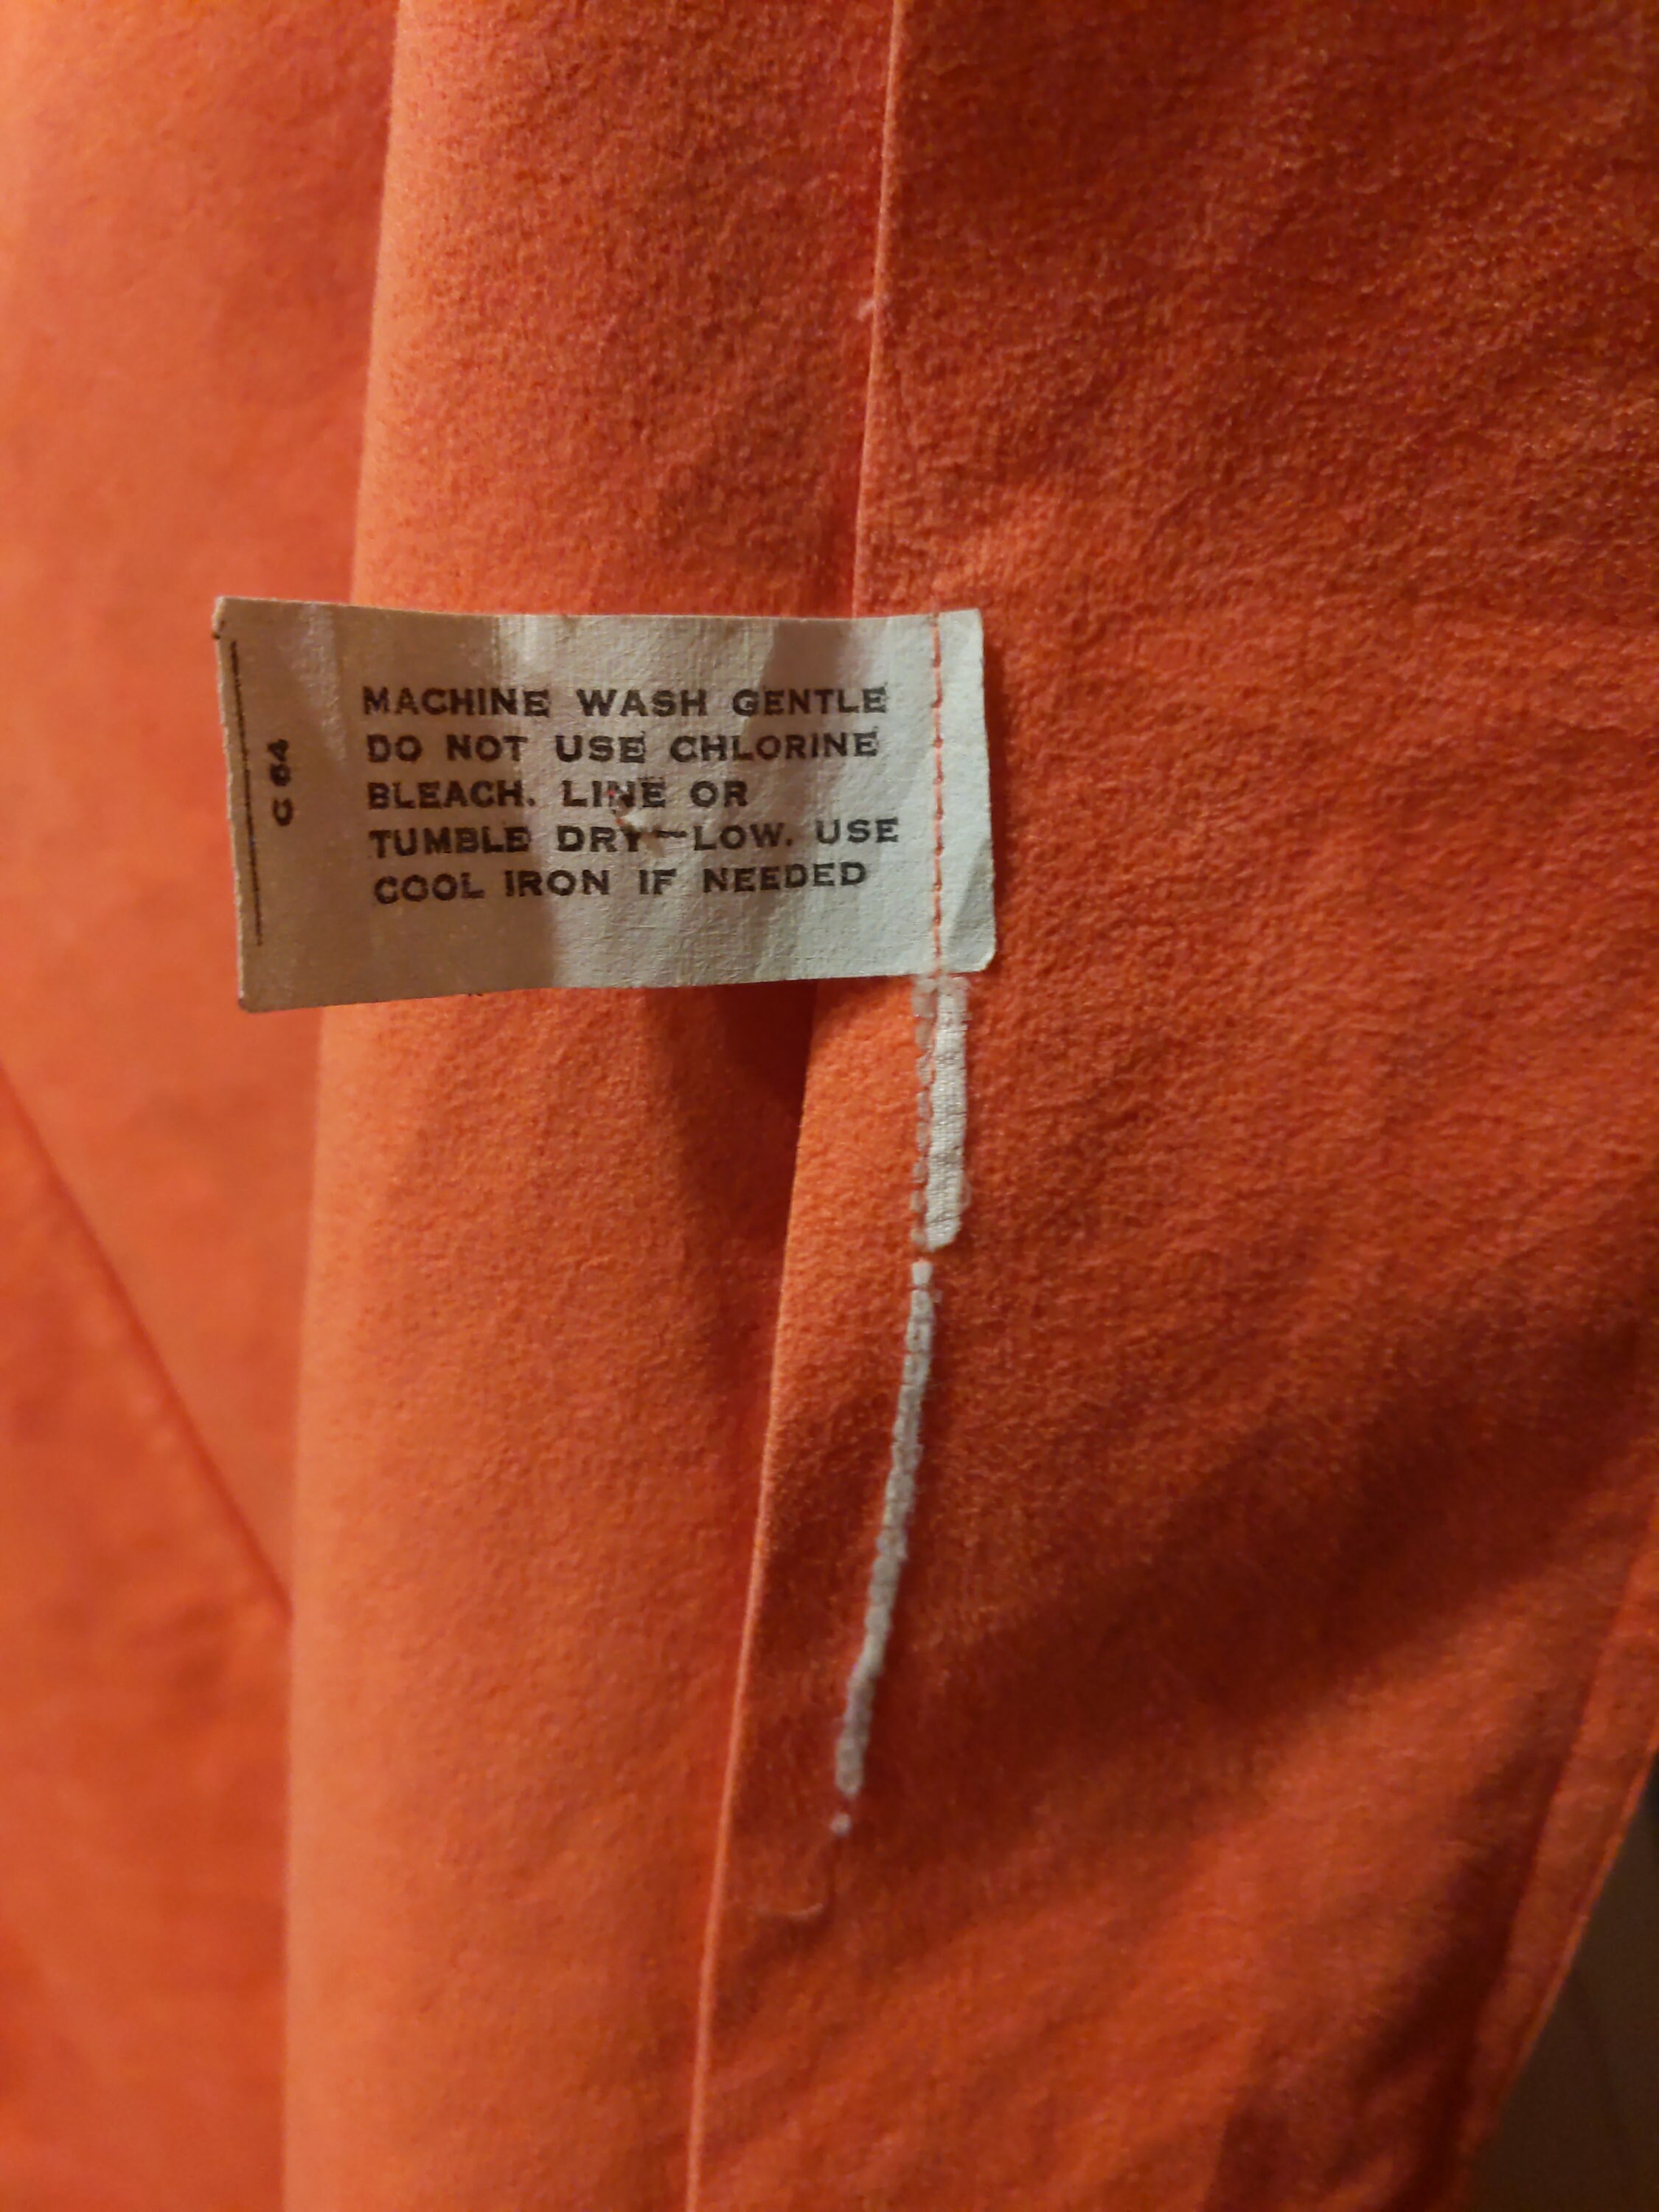 MACHINE WASH GENTLE
DO NOT USE CHLORINE
BLEACH. LINE OR
TUMBLE DRY—LOW. USE
COOL IRON IF NEEDED
C 64